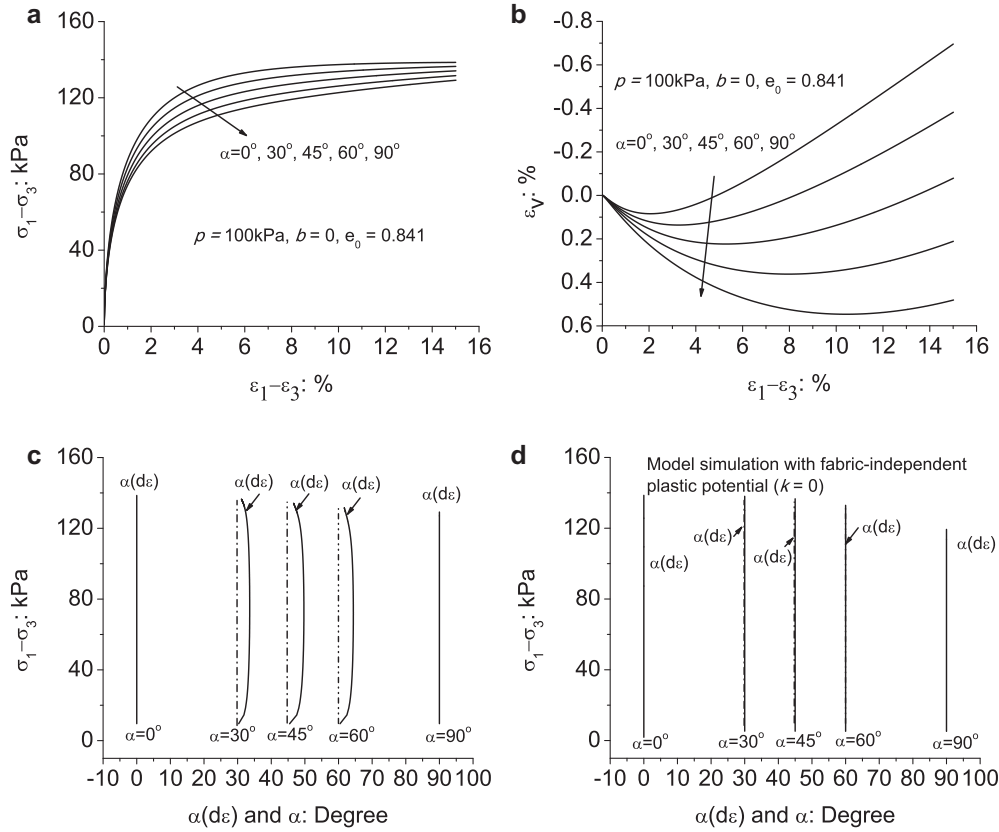 a
160
120
80
40
0
σ₁–σ₃: kPa
α=0°, 30°, 45°, 60°, 90°
p = 100kPa, b = 0, e₀ = 0.841
0 2 4 6 8 10 12 14 16
ε₁–ε₃: %
b
-0.8
-0.6
-0.4
-0.2
0.0
0.2
0.4
0.6
εᵥ: %
p = 100kPa, b = 0, e₀ = 0.841
α=0°, 30°, 45°, 60°, 90°
0 2 4 6 8 10 12 14 16
ε₁–ε₃: %
c
160
120
80
40
0
σ₁–σ₃: kPa
α(dε) α(dε) α(dε) α(dε) α(dε)
α=0° α=30° α=45° α=60° α=90°
-10 0 10 20 30 40 50 60 70 80 90 100
α(dε) and α: Degree
d
160
120
80
40
0
σ₁–σ₃: kPa
Model simulation with fabric-independent
plastic potential (k = 0)
α(dε) α(dε) α(dε) α(dε) α(dε)
α=0° α=30° α=45° α=60° α=90°
-10 0 10 20 30 40 50 60 70 80 90 100
α(dε) and α: Degree